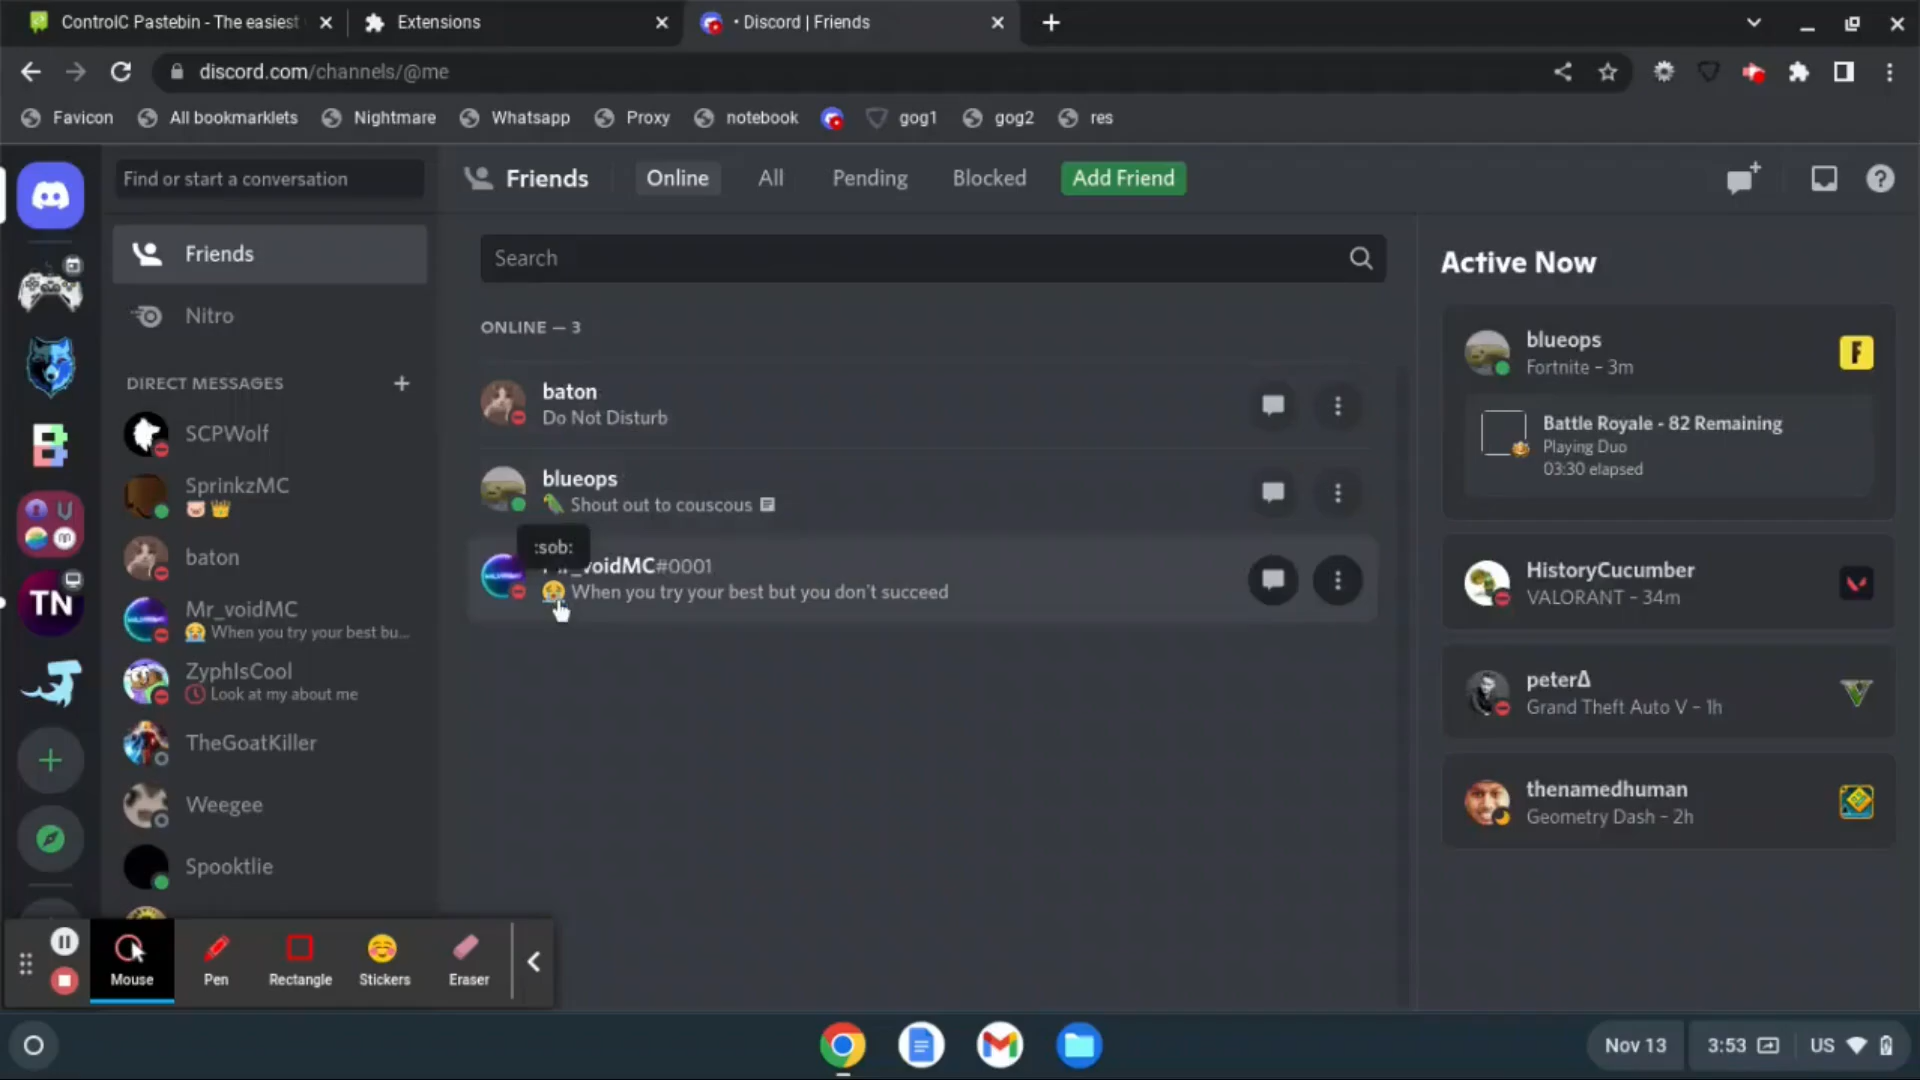 ControlC Pastebin - The easiest
Extensions
• Discord | Friends
discord.com/channels/@me
Favicon
All bookmarklets
Nightmare
Whatsapp
Proxy
notebook
gog1
gog2
res
Find or start a conversation
Friends
Nitro
DIRECT MESSAGES
SCPWolf
SprinkzMC
baton
Mr_voidMC
😭 When you try your best bu...
ZyphIsCool
Look at my about me
TheGoatKiller
Weegee
Spooktlie
TN
Friends
Online
All
Pending
Blocked
Add Friend
Search
ONLINE — 3
baton
Do Not Disturb
blueops
Shout out to couscous
:sob:
_voidMC#0001
😭 When you try your best but you don't succeed
Active Now
blueops
Fortnite – 3m
F
Battle Royale - 82 Remaining
Playing Duo
03:30 elapsed
HistoryCucumber
VALORANT – 34m
peterΔ
Grand Theft Auto V – 1h
thenamedhuman
Geometry Dash – 2h
Mouse
Pen
Rectangle
Stickers
Eraser
Nov 13
3:53
US